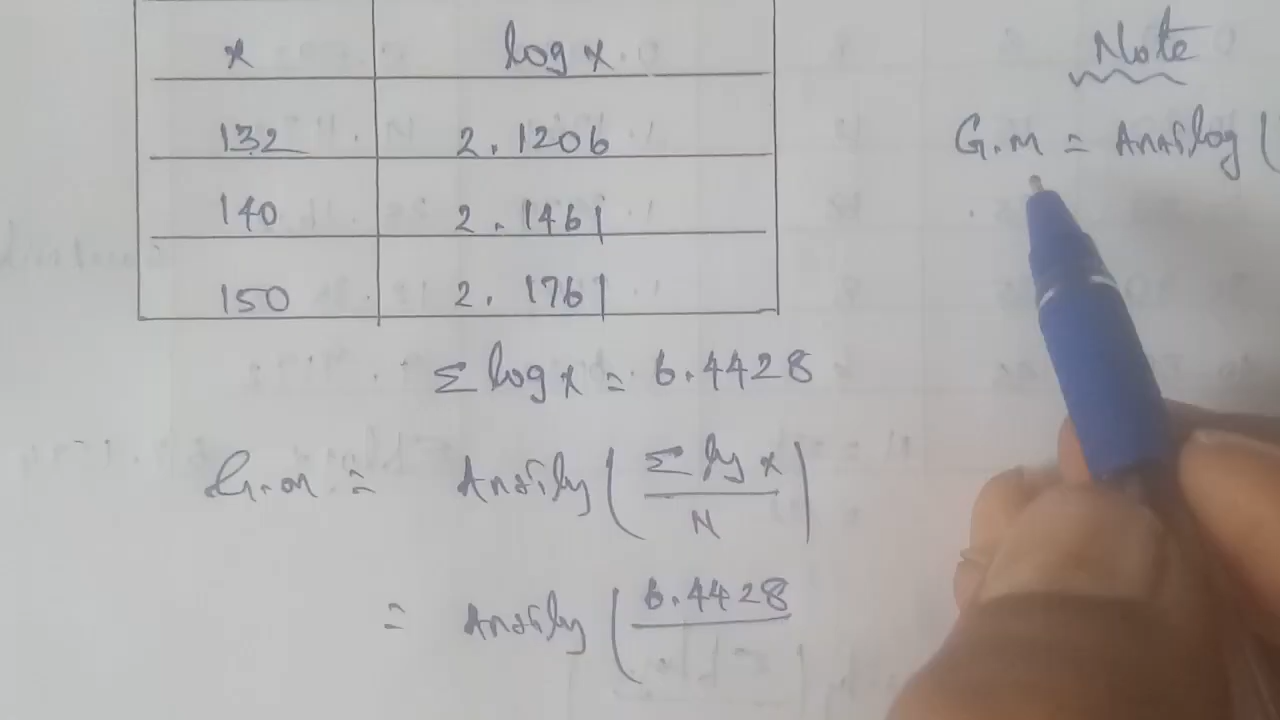 x log x
132 2.1206
140 2.1461
150 2.1761
Σ log x = 6.4428
G.m = Antilog ( Σ log x / N )
= Antilog ( 6.4428
Note
G.m = Antilog (